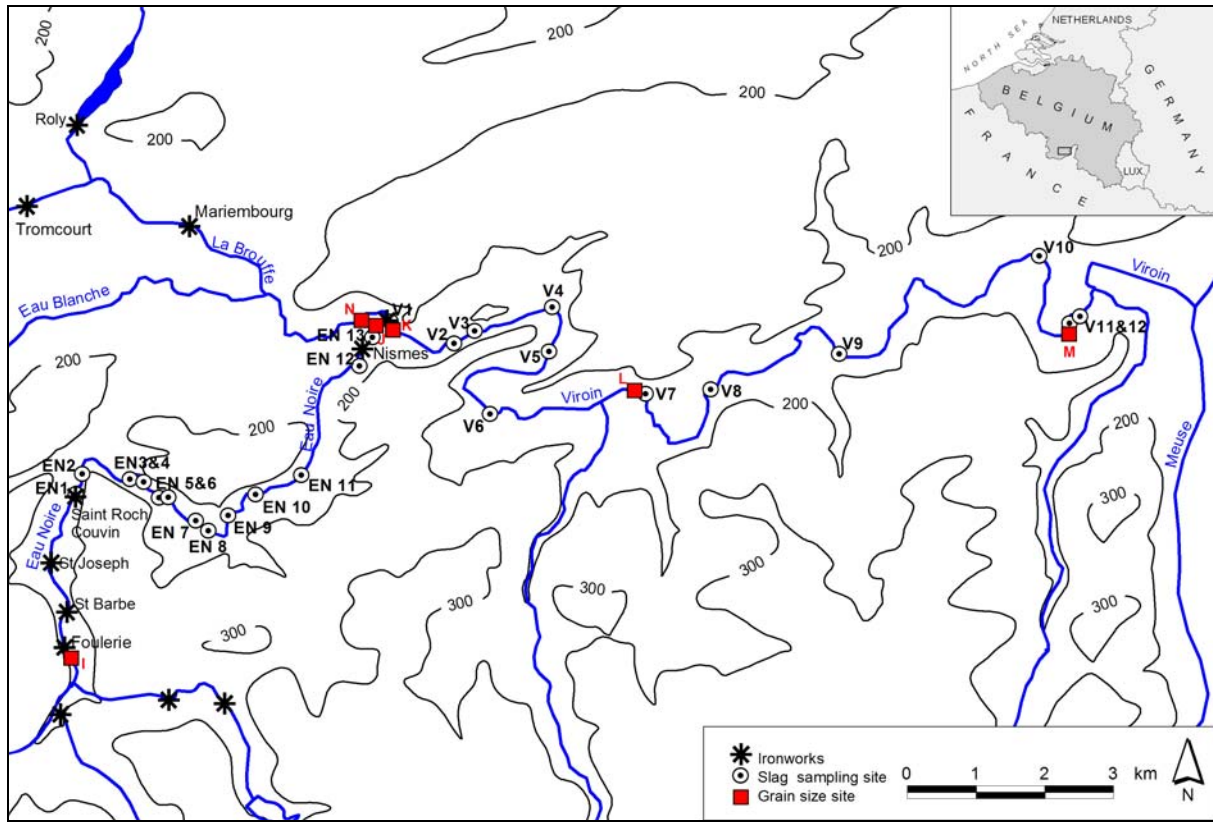 200
200
200
200
NORTH SEA
NETHERLANDS
BELGIUM
GERMANY
FRANCE
LUX.
Roly
200
Tromcourt
Mariembourg
La Brouffe
Eau Blanche
200
V10
Viroin
V4
N
V1
K
V3
V2
EN 13
J
V11&12
M
Nismes
EN 12
V5
V9
200
200
L
V7
V8
Viroin
V6
200
200
Eau Noire
200
Meuse
EN2
EN3&4
EN1
EN 5&6
EN 11
EN 10
EN 9
EN 7
EN 8
Saint Roch
Couvin
Eau Noire
300
St Joseph
300
300
St Barbe
300
300
Foulerie
300
I
Ironworks
Slag sampling site
Grain size site
0 1 2 3 km
N